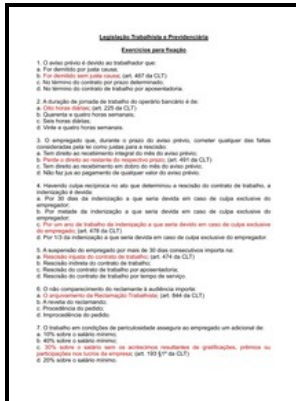 Legislação Trabalhista e Previdenciária
Exercícios para fixação
1. O aviso prévio é devido ao trabalhador que:
a. For demitido por justa causa;
b. For demitido sem justa causa; (art. 487 da CLT)
c. No término do contrato por prazo determinado;
d. No término do contrato de trabalho por aposentadoria.
2. A duração de jornada de trabalho do operário bancário é de:
a. Oito horas diárias; (art. 225 da CLT)
b. Quarenta e quatro horas semanais;
c. Seis horas diárias;
d. Vinte e quatro horas semanais.
3. O empregado que, durante o prazo do aviso prévio, cometer qualquer das faltas
consideradas pela lei como justas para a rescisão:
a. Tem direito ao recebimento integral do mês do aviso prévio;
b. Perde o direito ao restante do respectivo prazo; (art. 491 da CLT)
c. Tem direito ao recebimento em dobro do mês do aviso prévio;
d. Não faz jus ao pagamento de qualquer valor do aviso prévio.
4. Havendo culpa recíproca no ato que determinou a rescisão do contrato de trabalho, a
indenização é devida:
a. Por 30 dias da indenização a que seria devida em caso de culpa exclusivo do
empregador;
b. Por metade da indenização a que seria devida em caso de culpa exclusivo do
empregador;
c. Por um ano de trabalho da indenização a que seria devido em caso de culpa exclusivo
do empregado; (art. 478 da CLT)
d. Por 1/3 da indenização a que seria devida em caso de culpa exclusivo do empregador.
5. A suspensão do empregado por mais de 30 dias consecutivos importa na:
a. Rescisão injusta do contrato de trabalho; (art. 474 da CLT)
b. Rescisão indireta do contrato de trabalho;
c. Rescisão do contrato de trabalho por aposentadoria;
d. Rescisão do contrato de trabalho por tempo de serviço.
6. O não comparecimento do reclamante à audiência importa:
a. O arquivamento da Reclamação Trabalhista; (art. 844 da CLT)
b. A revelia do reclamando;
c. Procedência do pedido;
d. Improcedência do pedido.
7. O trabalho em condições de periculosidade assegura ao empregado um adicional de:
a. 10% sobre o salário mínimo;
b. 40% sobre o salário mínimo;
c. 30% sobre o salário sem os acréscimos resultantes de gratificações, prêmios ou
participações nos lucros da empresa; (art. 193 §1º da CLT)
d. 20% sobre o salário mínimo.